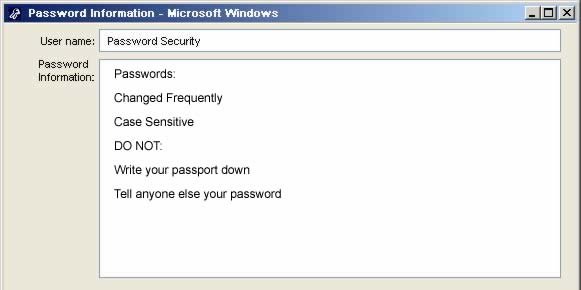 Password Information - Microsoft Windows
User name: Password Security
Password
Information:
Passwords:
Changed Frequently
Case Sensitive
DO NOT:
Write your passport down
Tell anyone else your password